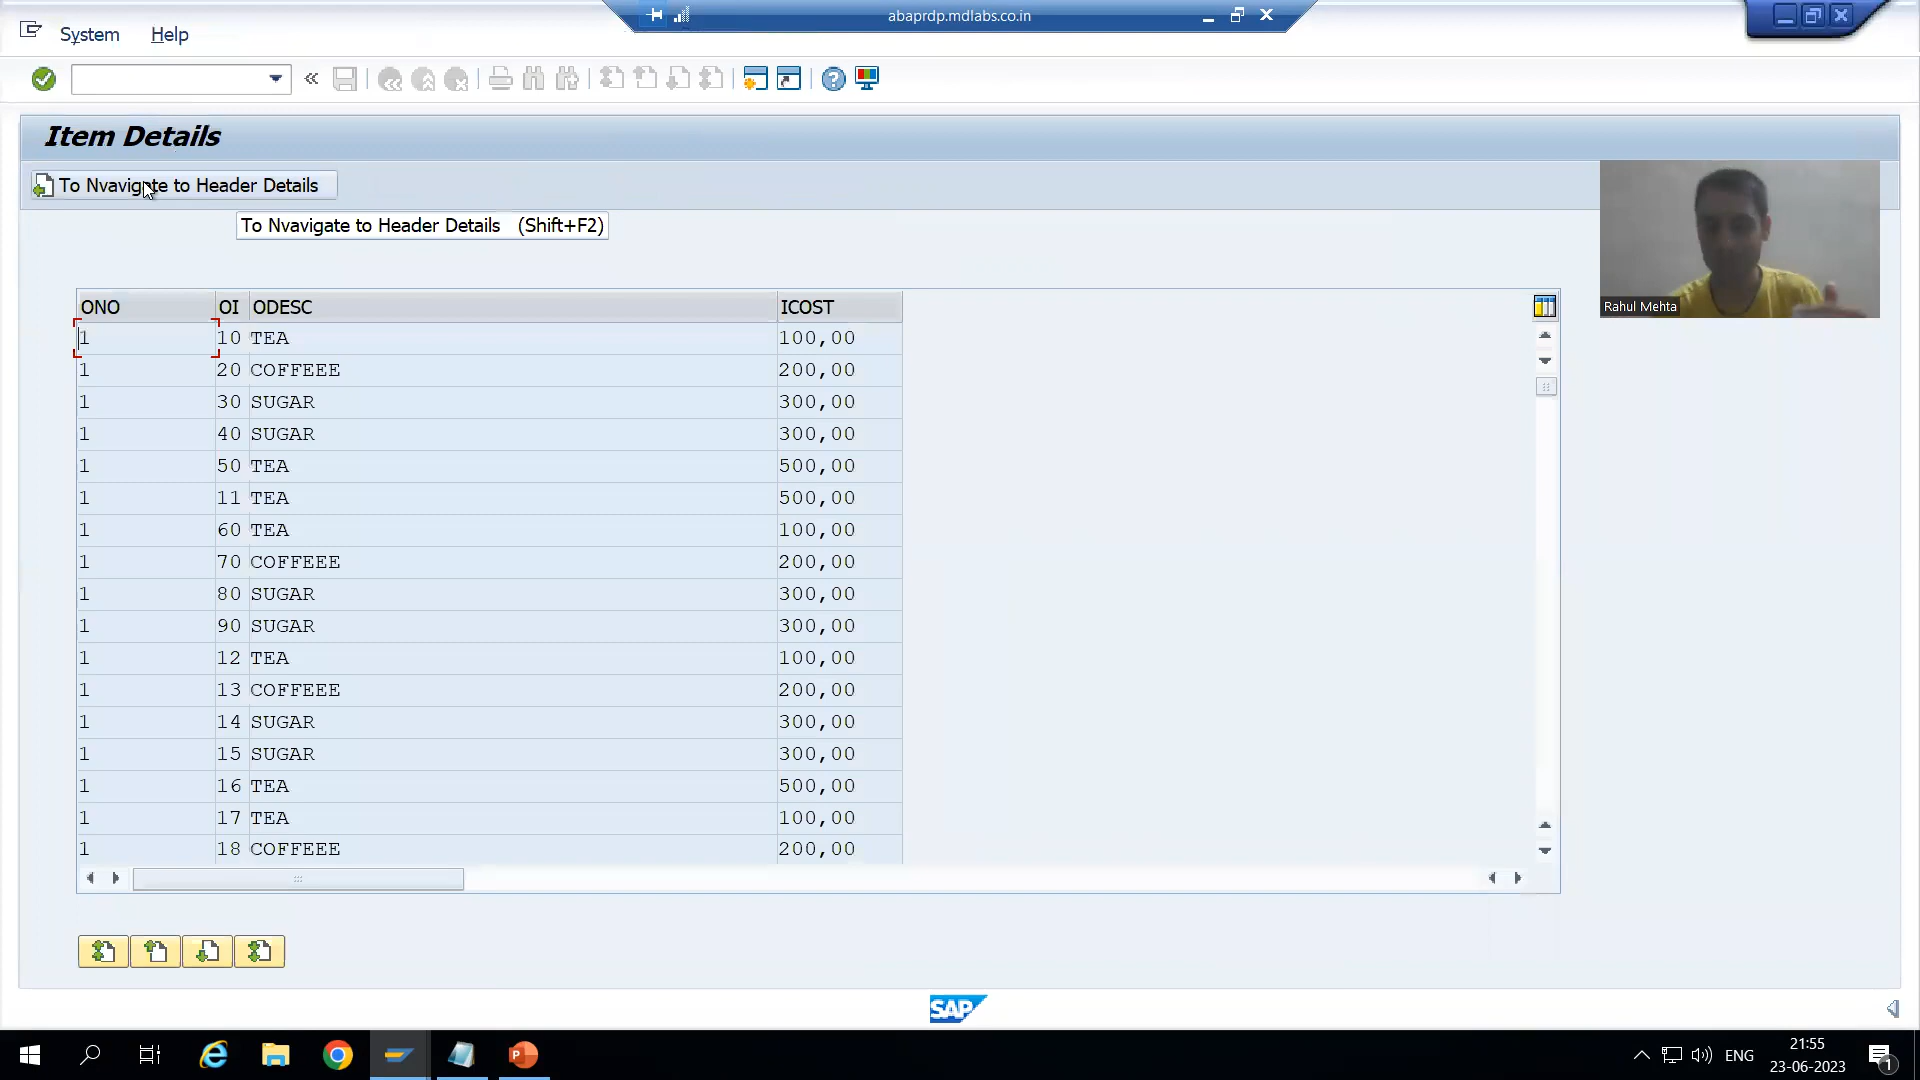 abaprdp.mdlabs.co.in
System Help
Item Details
To Nvavigate to Header Details
To Nvavigate to Header Details (Shift+F2)
Rahul Mehta
ONO OI ODESC ICOST
1 10 TEA 100,00
1 20 COFFEEE 200,00
1 30 SUGAR 300,00
1 40 SUGAR 300,00
1 50 TEA 500,00
1 11 TEA 500,00
1 60 TEA 100,00
1 70 COFFEEE 200,00
1 80 SUGAR 300,00
1 90 SUGAR 300,00
1 12 TEA 100,00
1 13 COFFEEE 200,00
1 14 SUGAR 300,00
1 15 SUGAR 300,00
1 16 TEA 500,00
1 17 TEA 100,00
1 18 COFFEEE 200,00
SAP
ENG
21:55
23-06-2023
1